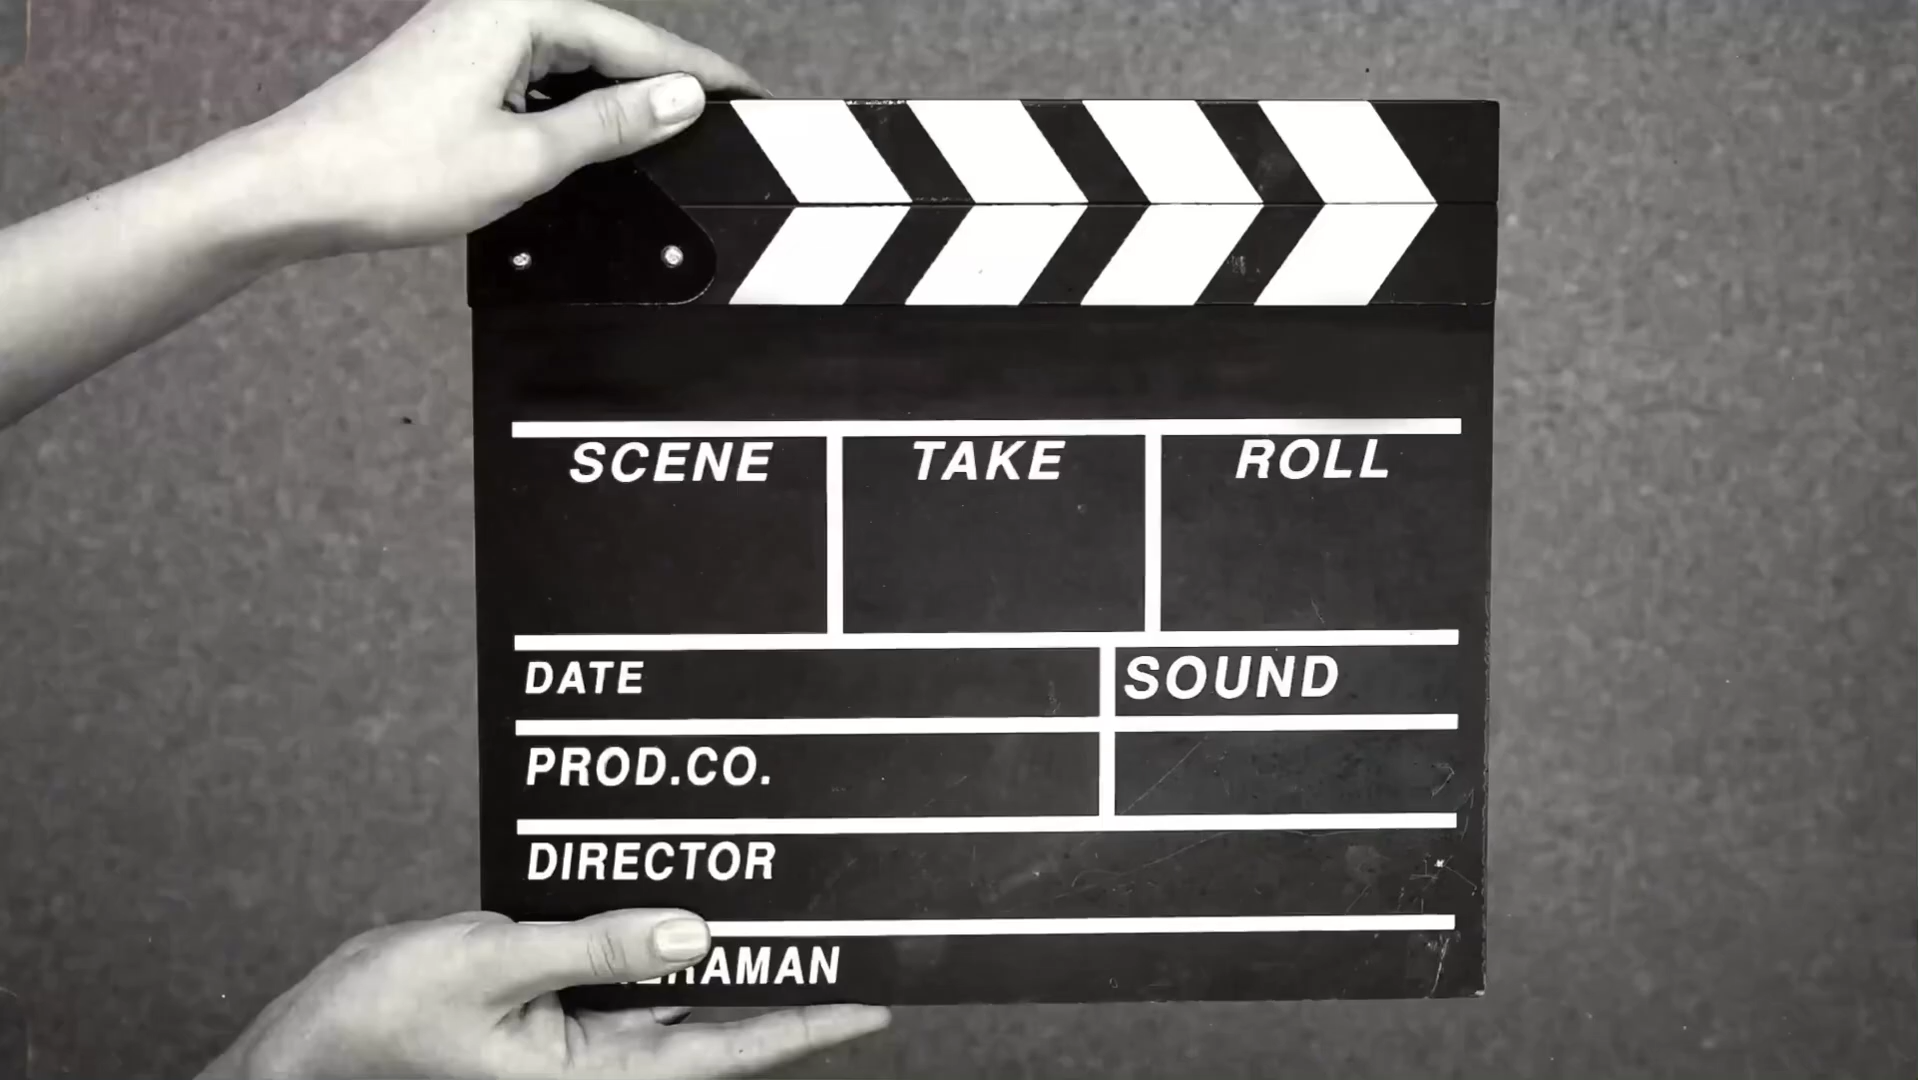 SCENE TAKE ROLL
DATE SOUND
PROD.CO.
DIRECTOR